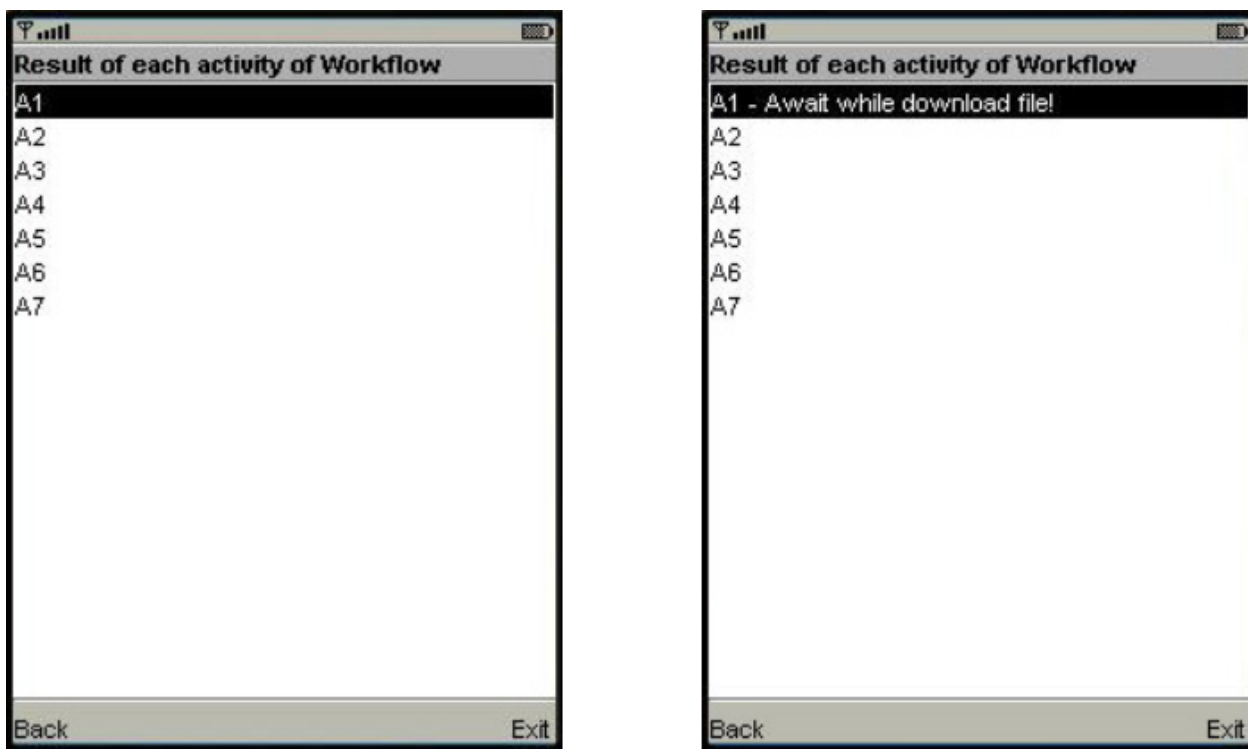 Result of each activity of Workflow
A1
A2
A3
A4
A5
A6
A7
Back Exit
Result of each activity of Workflow
A1 - Await while download file!
A2
A3
A4
A5
A6
A7
Back Exit